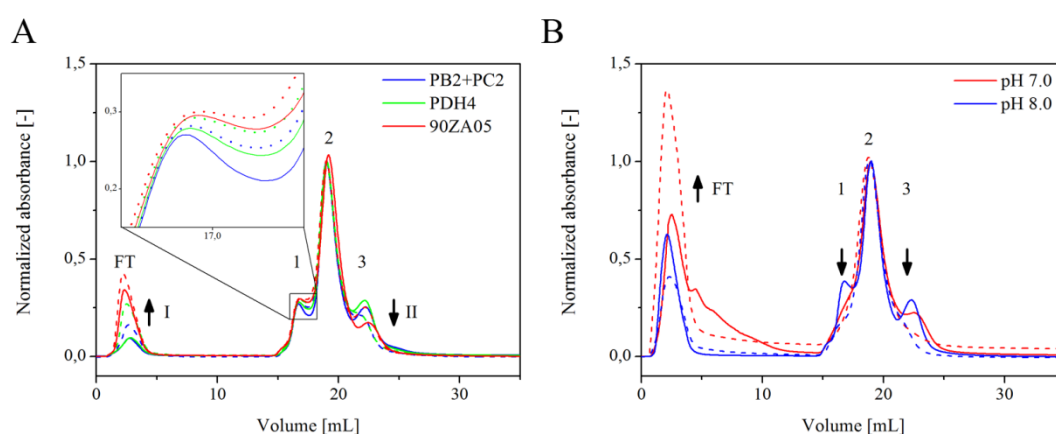 A
Normalized absorbance [-]
1,5
1,0
0,5
0,0
0,3
0,2
17,0
PB2+PC2
PDH4
90ZA05
FT
I
1
2
3
II
0
10
20
30
Volume [mL]
B
Normalized absorbance [-]
1,5
1,0
0,5
0,0
pH 7.0
pH 8.0
FT
1
2
3
0
10
20
30
Volume [mL]